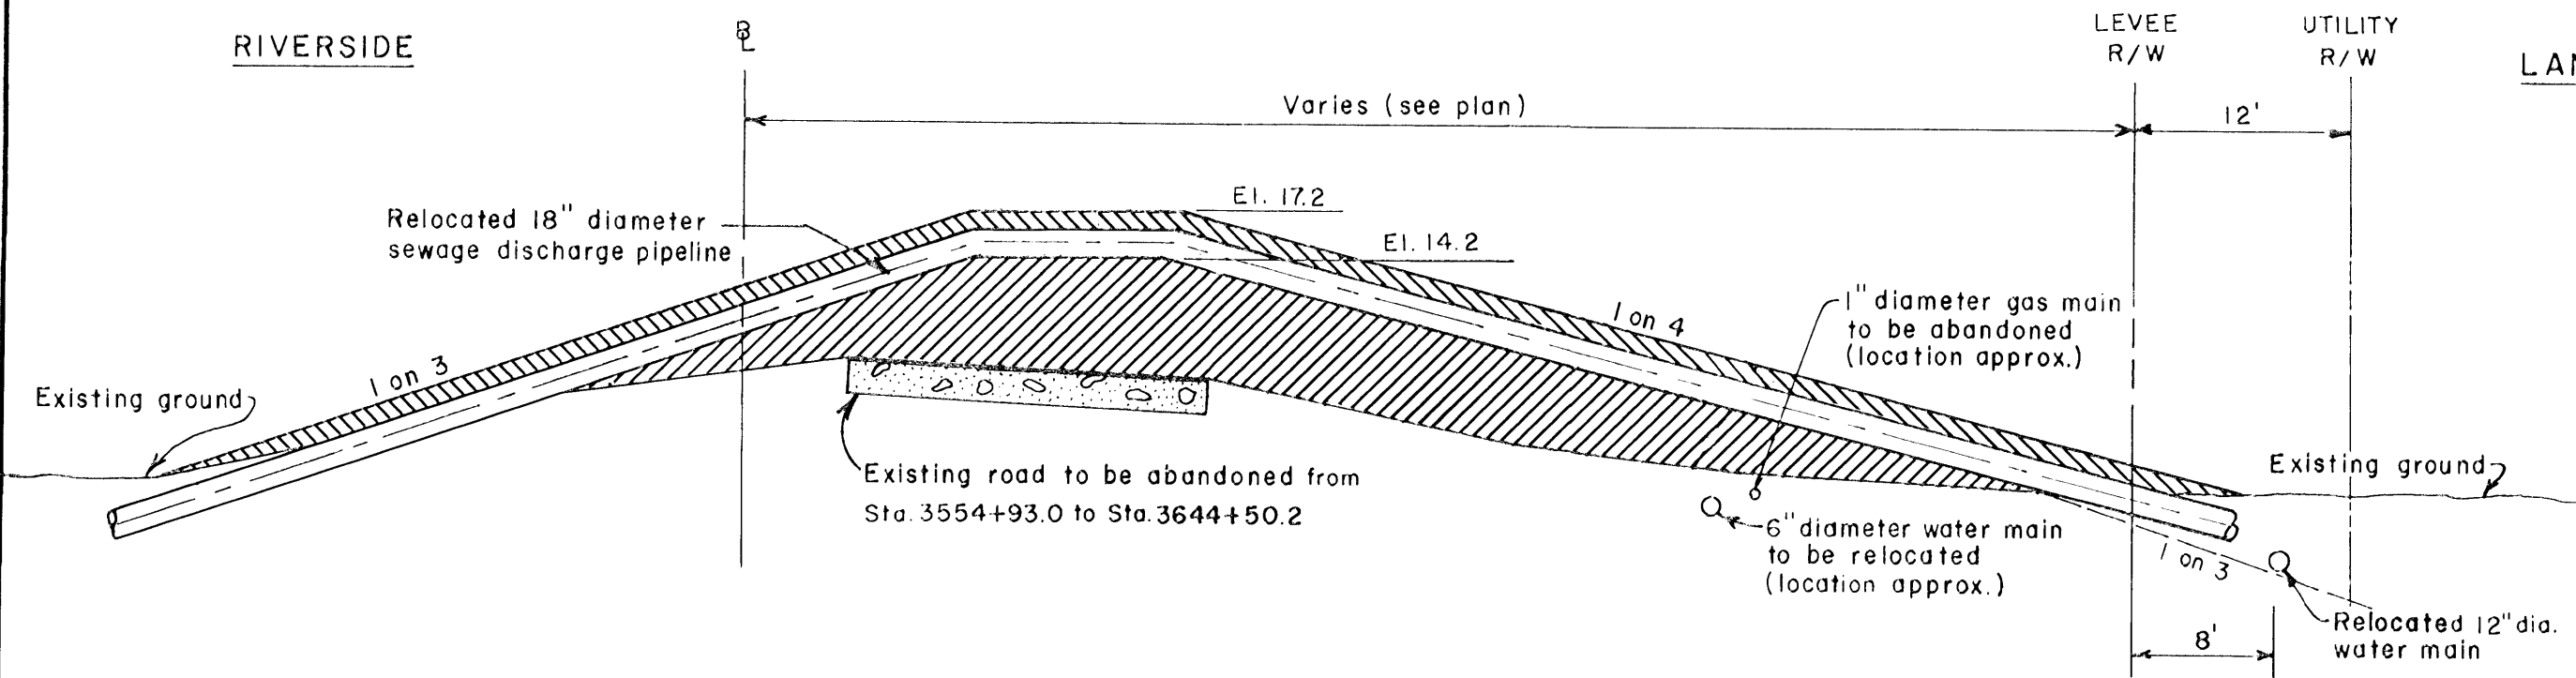 RIVERSIDE
℄
LEVEE
R/W
UTILITY
R/W
LAN
Varies (see plan)
12'
El. 17.2
Relocated 18" diameter
sewage discharge pipeline
El. 14.2
1" diameter gas main
to be abandoned
(location approx.)
1 on 4
1 on 3
Existing ground
Existing ground
Existing road to be abandoned from
Sta. 3554+93.0 to Sta. 3644+50.2
6" diameter water main
to be relocated
(location approx.)
1 on 3
8'
Relocated 12" dia.
water main